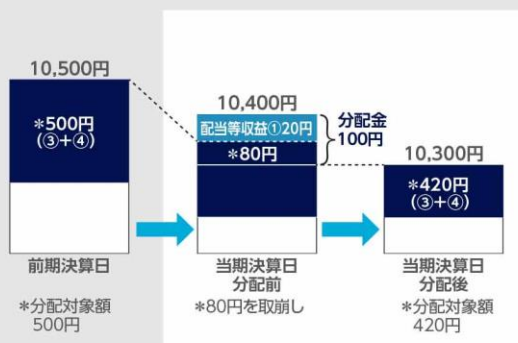 10,500円
*500円
(③+④)
前期決算日
*分配対象額
500円
10,400円
配当等収益①20円
*80円
分配金
100円
当期決算日
分配前
*80円を取崩し
10,300円
*420円
(③+④)
当期決算日
分配後
*分配対象額
420円